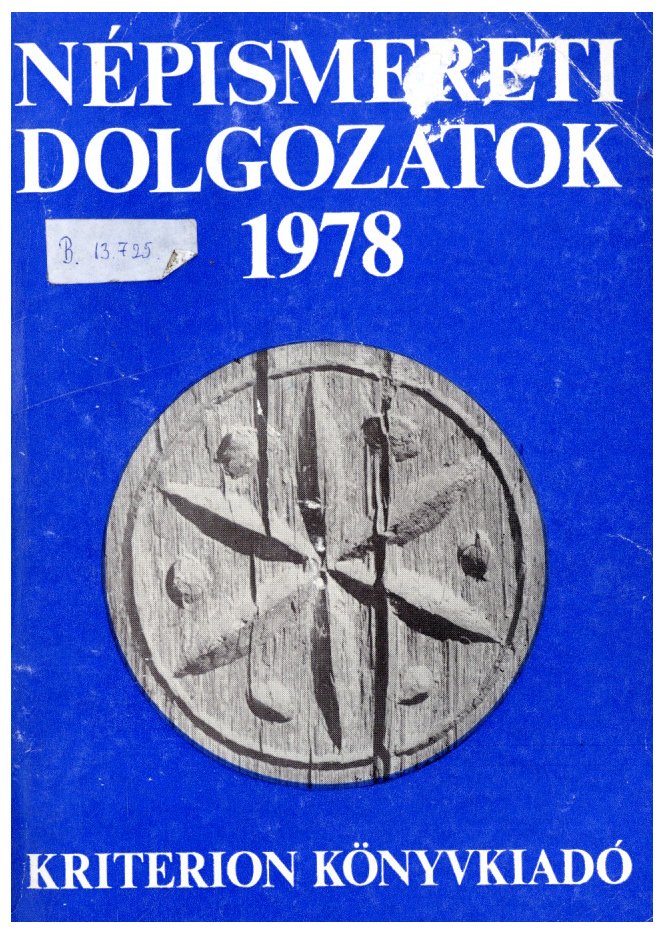 NÉPISMERETI
DOLGOZATOK
1978
B. 13.725.
KRITERION KÖNYVKIADÓ